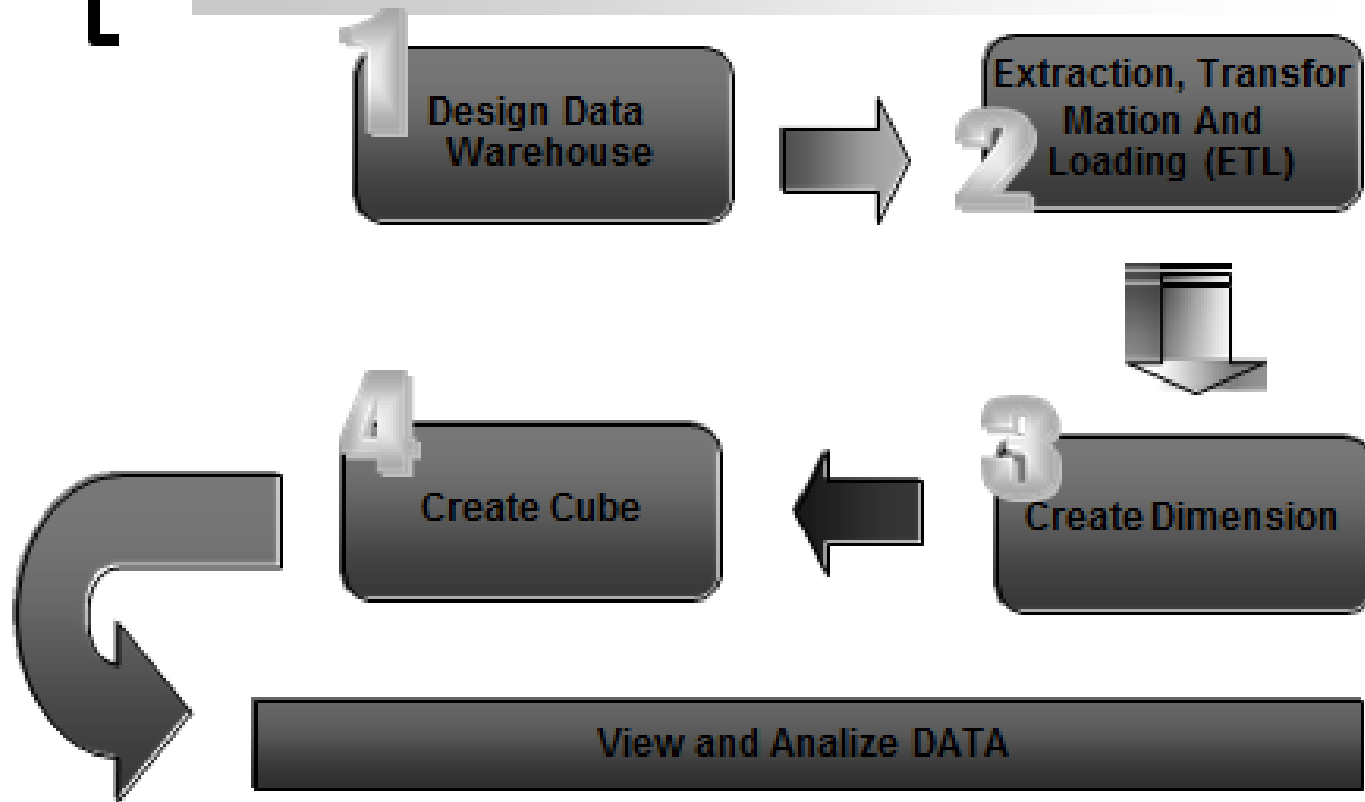 1
Design Data
Warehouse
2
Extraction, Transfor
Mation And
Loading (ETL)
3
Create Dimension
4
Create Cube
View and Analize DATA